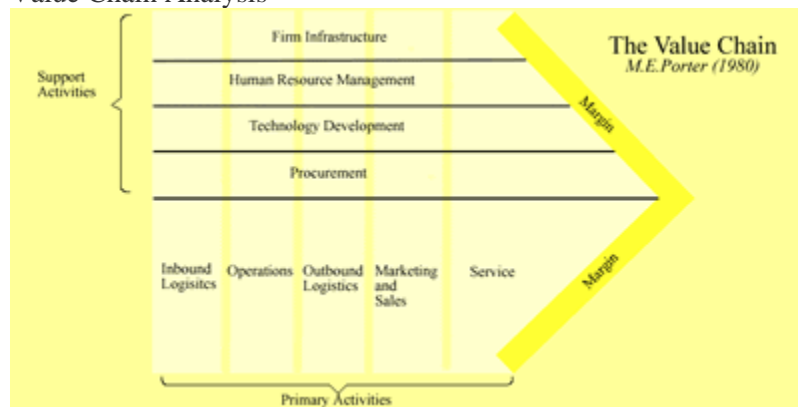 Value Chain Analysis
Firm Infrastructure
The Value Chain
M.E.Porter (1980)
Support
Activities
Human Resource Management
Margin
Technology Development
Procurement
Inbound
Logisitcs
Operations
Outbound
Logistics
Marketing
and
Sales
Service
Margin
Primary Activities